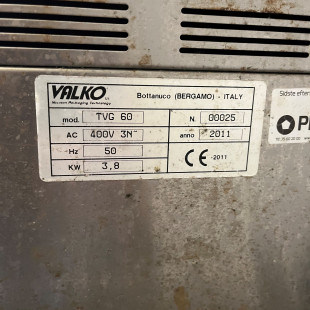 VALKO
Vacuum Packaging Technology
Bottanuco (BERGAMO) - ITALY
mod. TVG 60 N. 00025
AC 400V 3N~ anno 2011
Hz 50
KW 3,8
CE -2011
Sidste efter